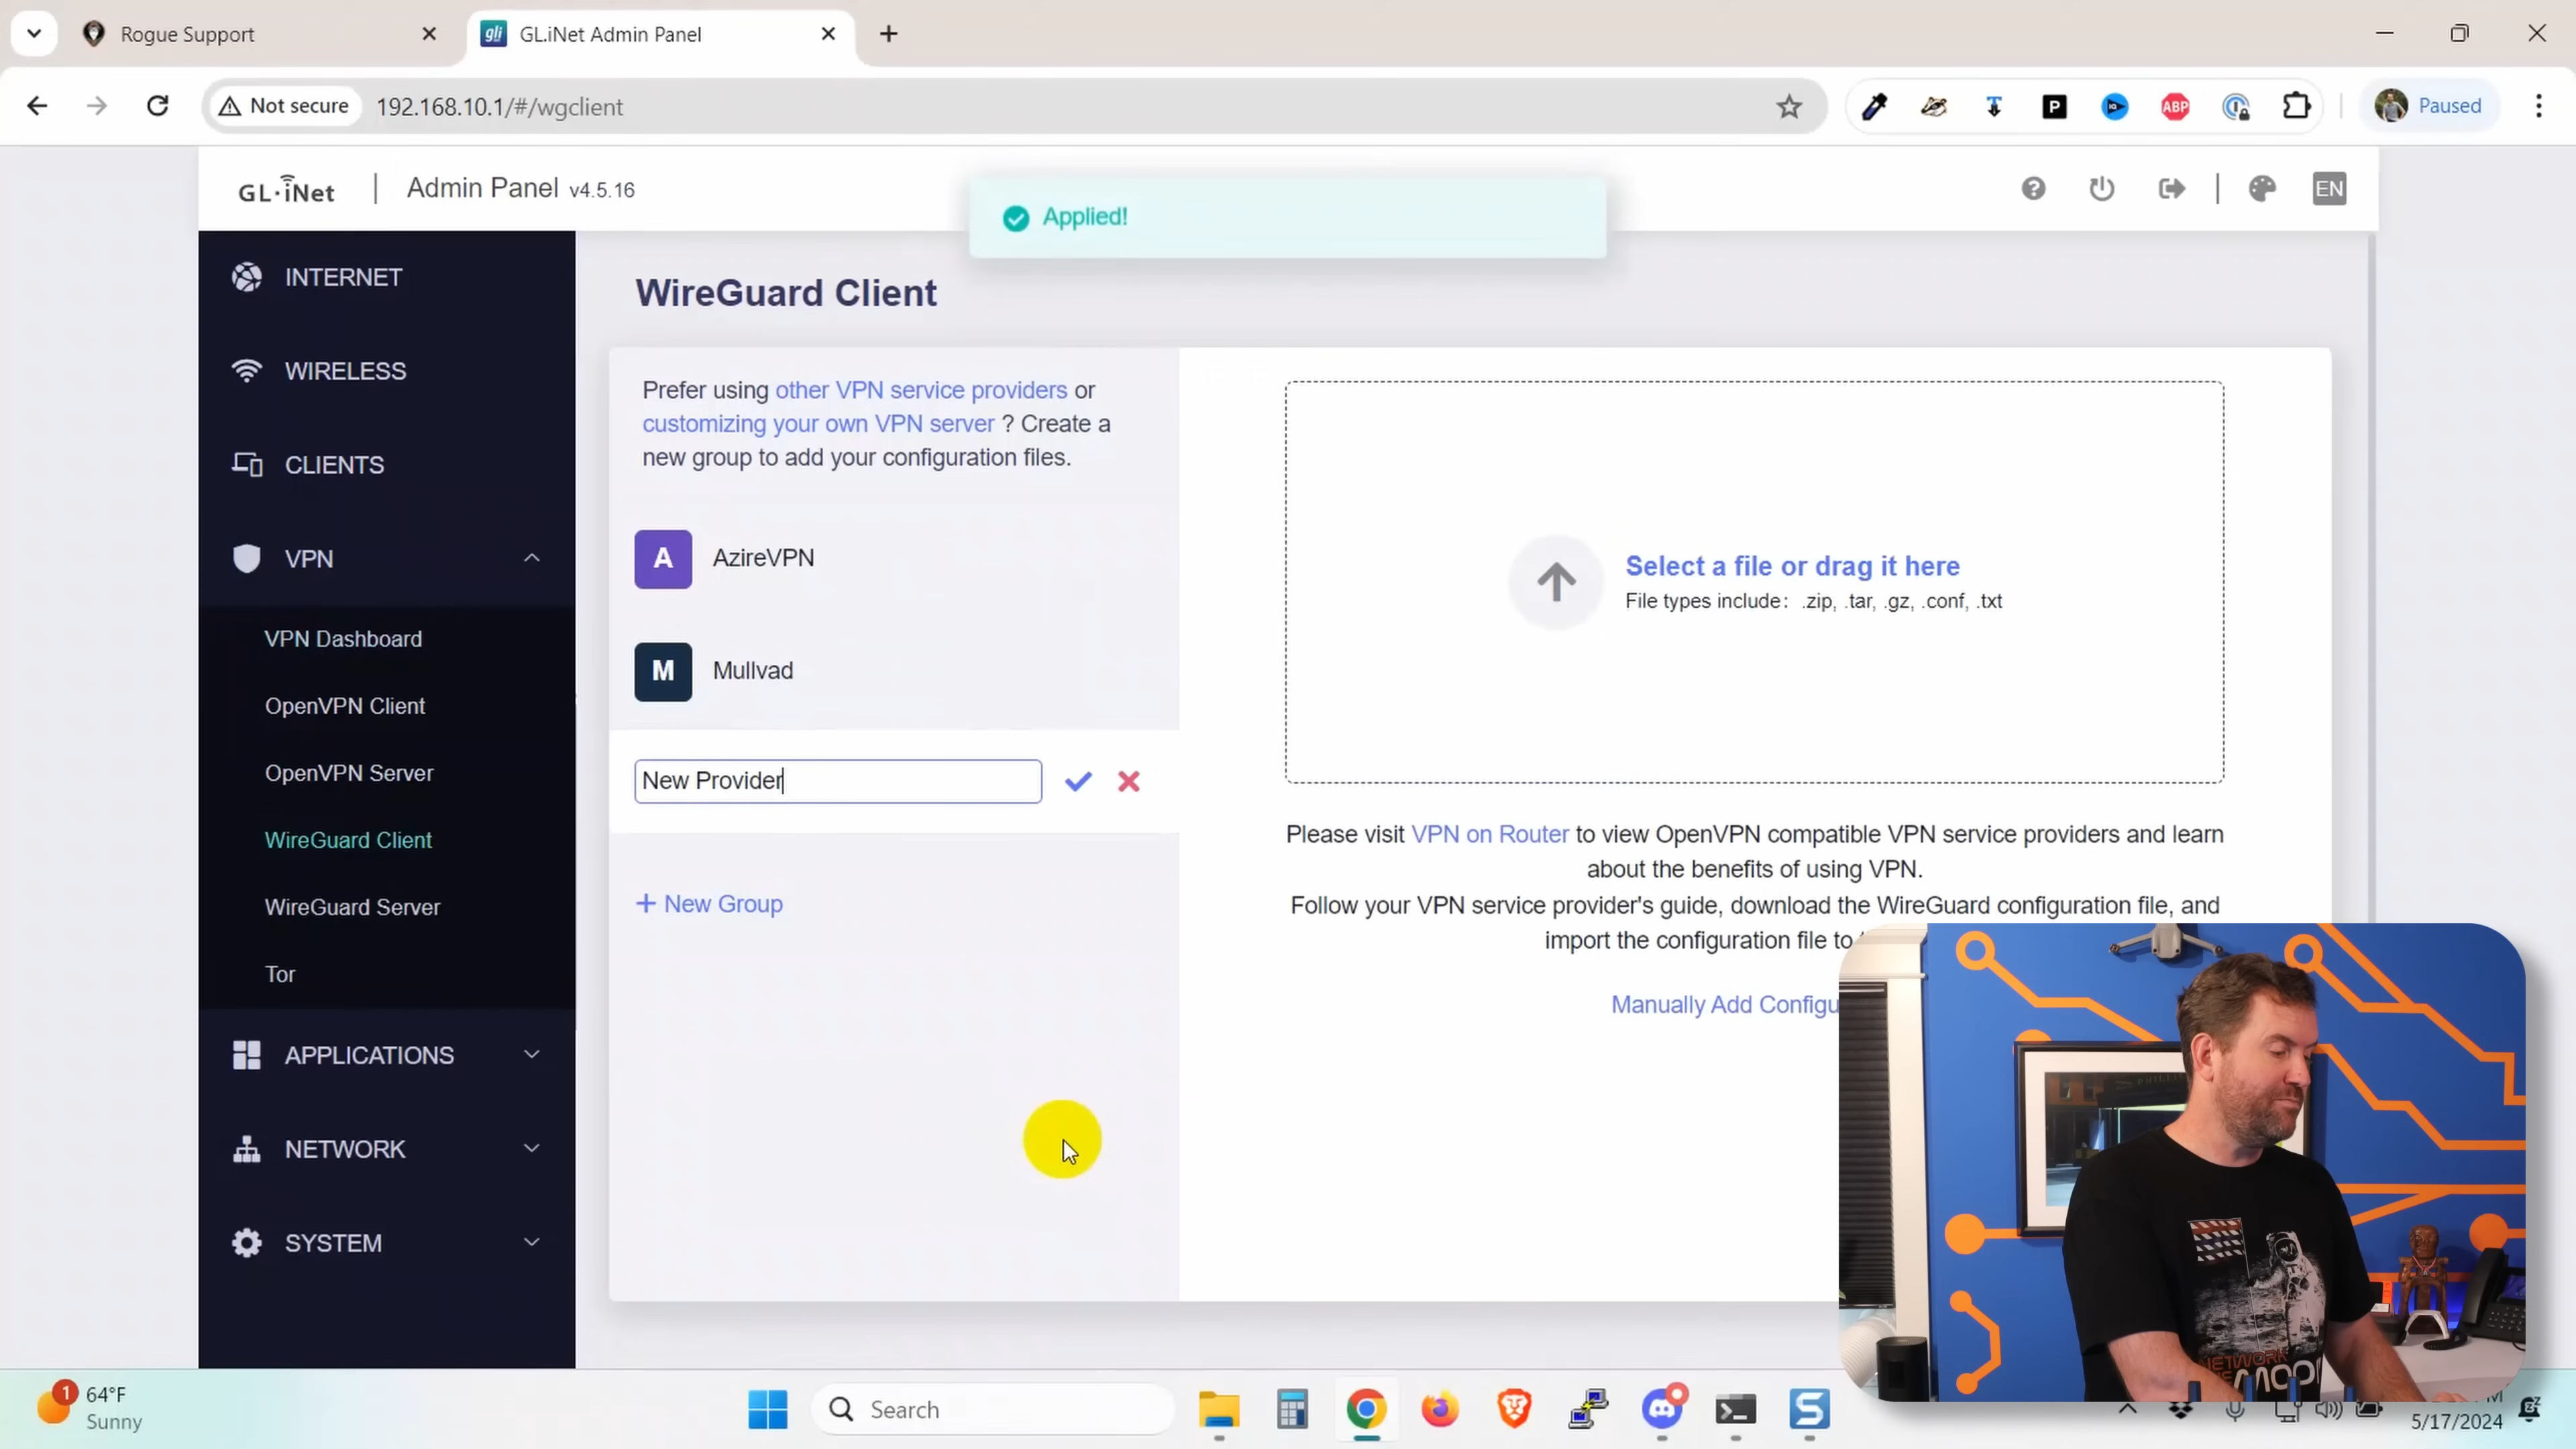 Rogue Support
GL.iNet Admin Panel
Not secure
192.168.10.1/#/wgclient
P
ABP
Paused
GL·iNet
Admin Panel v4.5.16
EN
Applied!
INTERNET
WIRELESS
CLIENTS
VPN
VPN Dashboard
OpenVPN Client
OpenVPN Server
WireGuard Client
WireGuard Server
Tor
APPLICATIONS
NETWORK
SYSTEM
WireGuard Client
Prefer using other VPN service providers or
customizing your own VPN server ? Create a
new group to add your configuration files.
A
AzireVPN
M
Mullvad
New Provider
+ New Group
Select a file or drag it here
File types include: .zip, .tar, .gz, .conf, .txt
Please visit VPN on Router to view OpenVPN compatible VPN service providers and learn
about the benefits of using VPN.
Follow your VPN service provider's guide, download the WireGuard configuration file, and
import the configuration file to
Manually Add Configu
NETWORK
MOO
1
64°F
Sunny
Search
S
5/17/2024